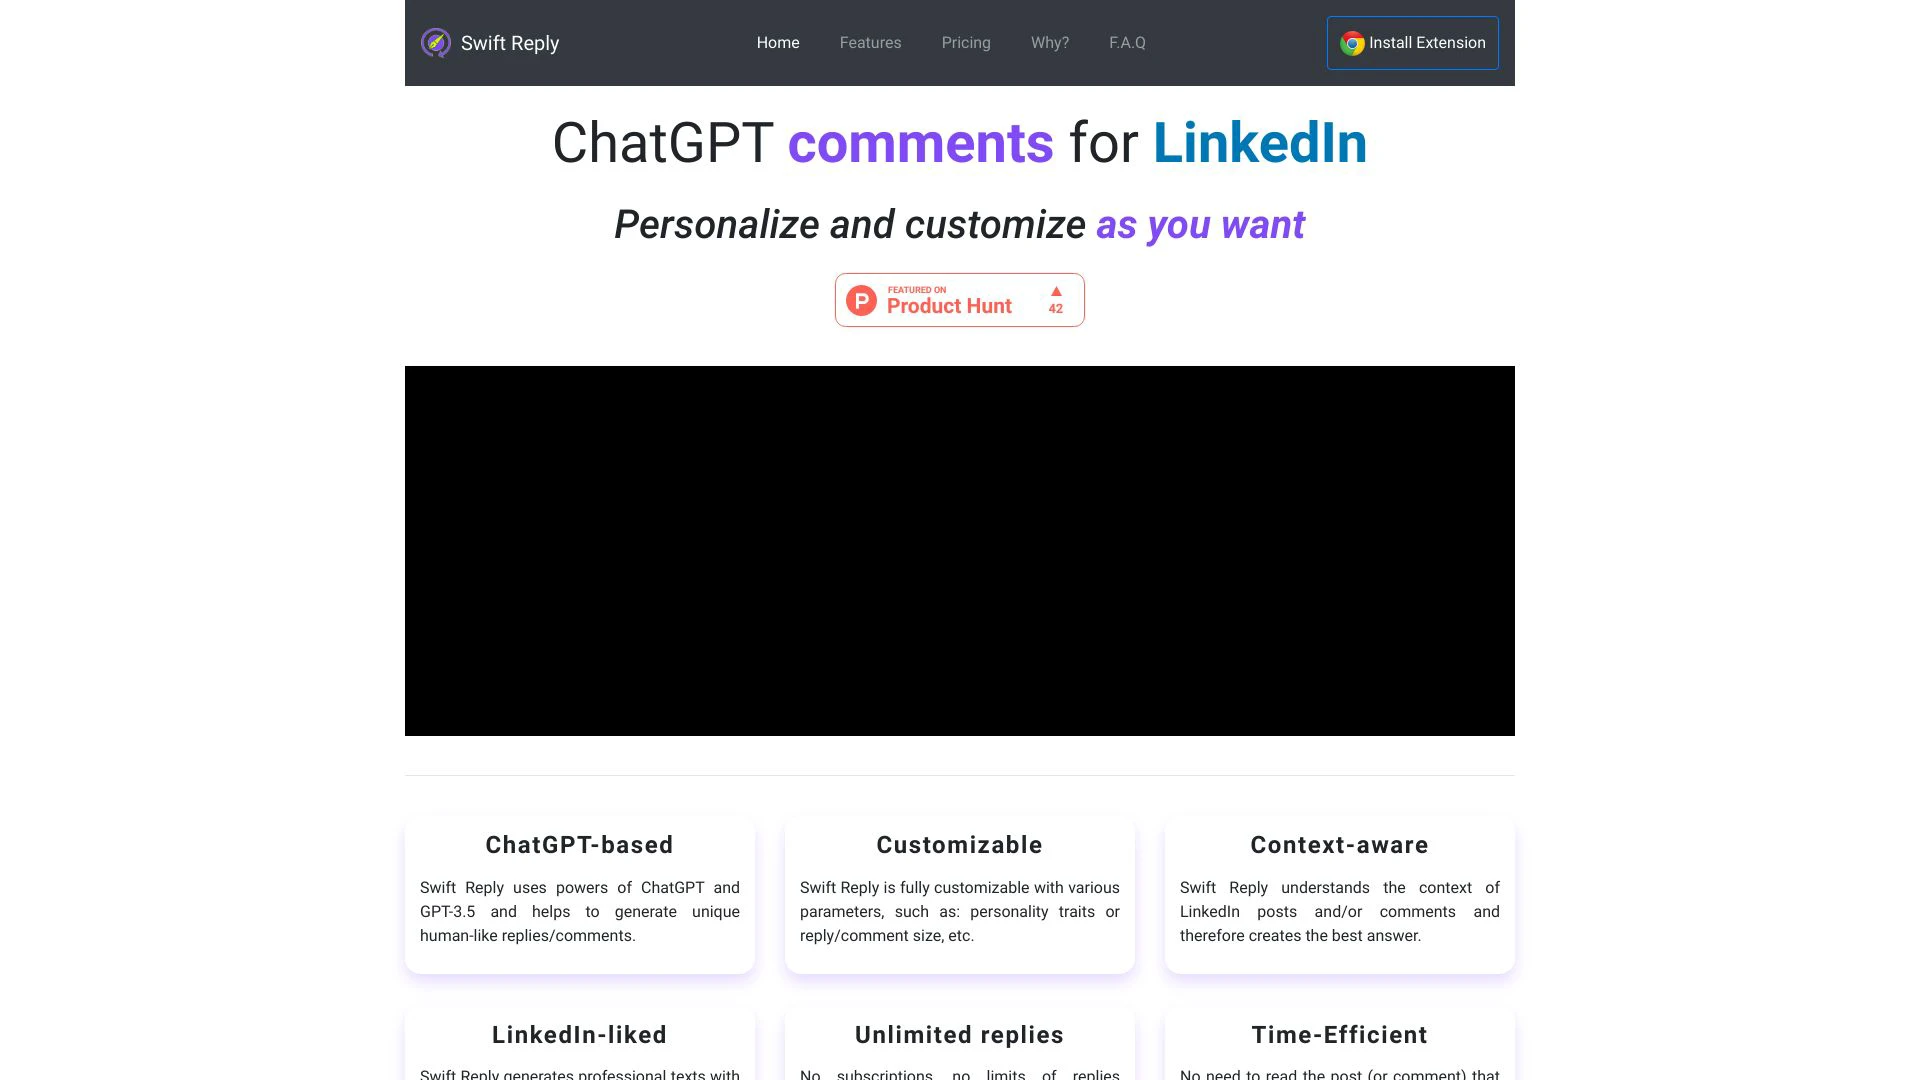 Swift Reply
Home
Features
Pricing
Why?
F.A.Q
Install Extension
ChatGPT comments for LinkedIn
Personalize and customize as you want
FEATURED ON
Product Hunt
42
ChatGPT-based
Swift Reply uses powers of ChatGPT and
GPT-3.5 and helps to generate unique
human-like replies/comments.
Customizable
Swift Reply is fully customizable with various
parameters, such as: personality traits or
reply/comment size, etc.
Context-aware
Swift Reply understands the context of
LinkedIn posts and/or comments and
therefore creates the best answer.
LinkedIn-liked
Swift Reply generates professional texts with
Unlimited replies
No subscriptions, no limits of replies
Time-Efficient
No need to read the post (or comment) that